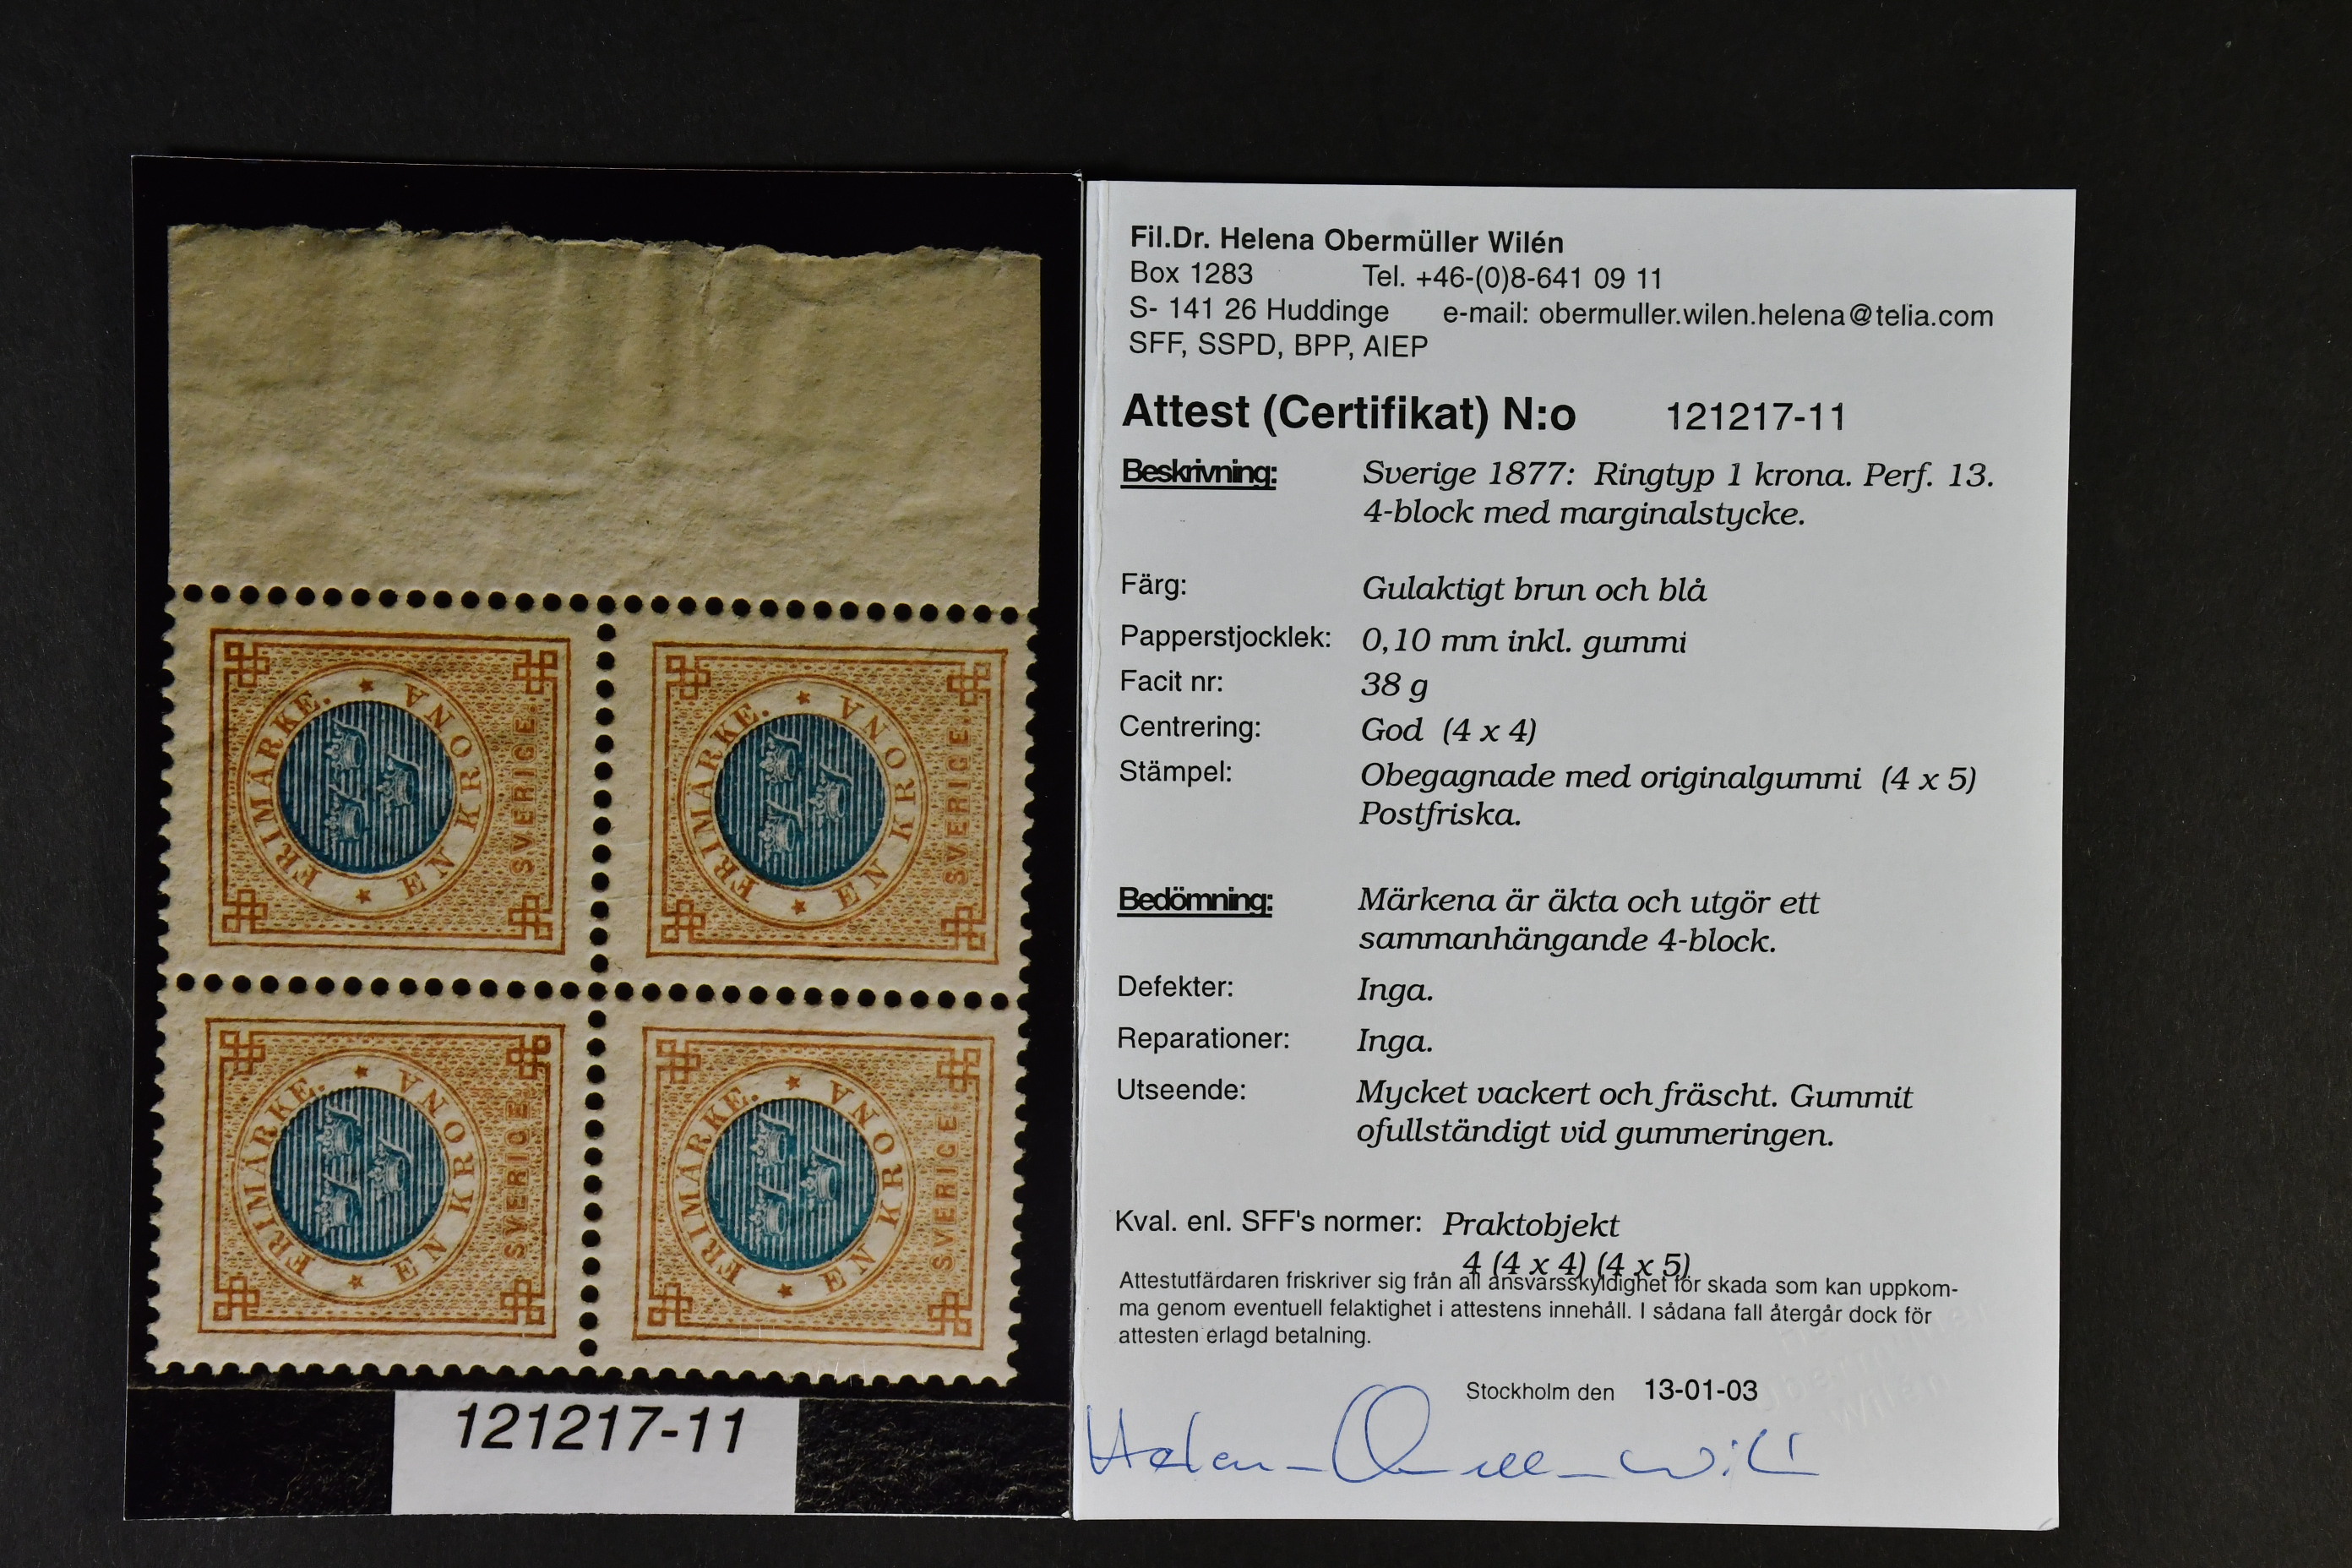 FRIMÄRKE. EN KRONA
SVERIGE.
FRIMÄRKE. EN KRONA
SVERIGE.
FRIMÄRKE. EN KRONA
SVERIGE.
FRIMÄRKE. EN KRONA
SVERIGE.
121217-11
Fil.Dr. Helena Obermüller Wilén
Box 1283 Tel. +46-(0)8-641 09 11
S- 141 26 Huddinge e-mail: obermuller.wilen.helena@telia.com
SFF, SSPD, BPP, AIEP
Attest (Certifikat) N:o 121217-11
Beskrivning: Sverige 1877: Ringtyp 1 krona. Perf. 13.
4-block med marginalstycke.
Färg: Gulaktigt brun och blå
Papperstjocklek: 0,10 mm inkl. gummi
Facit nr: 38 g
Centrering: God (4 x 4)
Stämpel: Obegagnade med originalgummi (4 x 5)
Postfriska.
Bedömning: Märkena är äkta och utgör ett
sammanhängande 4-block.
Defekter: Inga.
Reparationer: Inga.
Utseende: Mycket vackert och fräscht. Gummit
ofullständigt vid gummeringen.
Kval. enl. SFF's normer: Praktobjekt
4 (4 x 4) (4 x 5)
Attestutfärdaren friskriver sig från all ansvarsskyldighet för skada som kan uppkom-
ma genom eventuell felaktighet i attestens innehåll. I sådana fall återgår dock för
attesten erlagd betalning.
Stockholm den 13-01-03